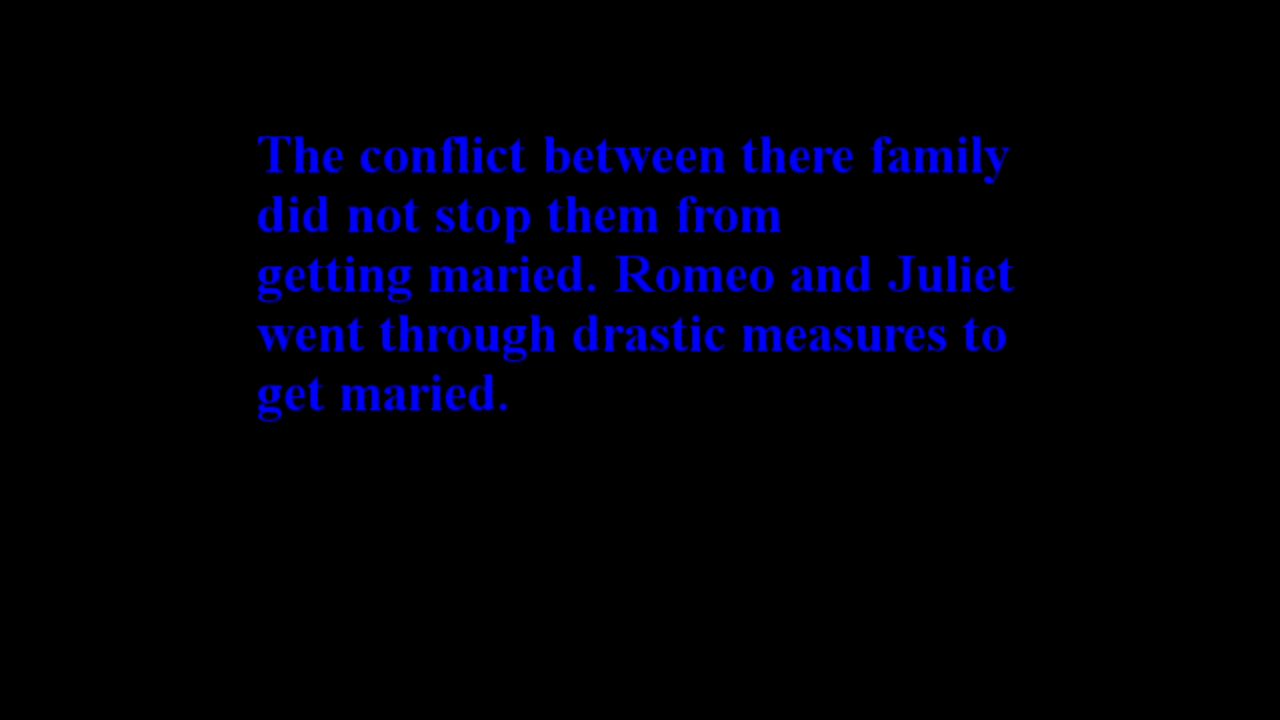 The conflict between there family
did not stop them from
getting maried. Romeo and Juliet
went through drastic measures to
get maried.